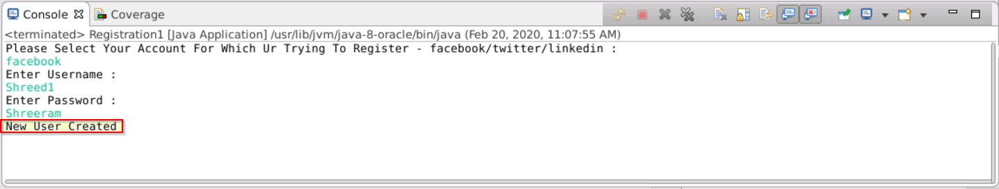 Console Coverage
<terminated> Registration1 [Java Application] /usr/lib/jvm/java-8-oracle/bin/java (Feb 20, 2020, 11:07:55 AM)
Please Select Your Account For Which Ur Trying To Register - facebook/twitter/linkedin :
facebook
Enter Username :
Shreed1
Enter Password :
Shreeram
New User Created